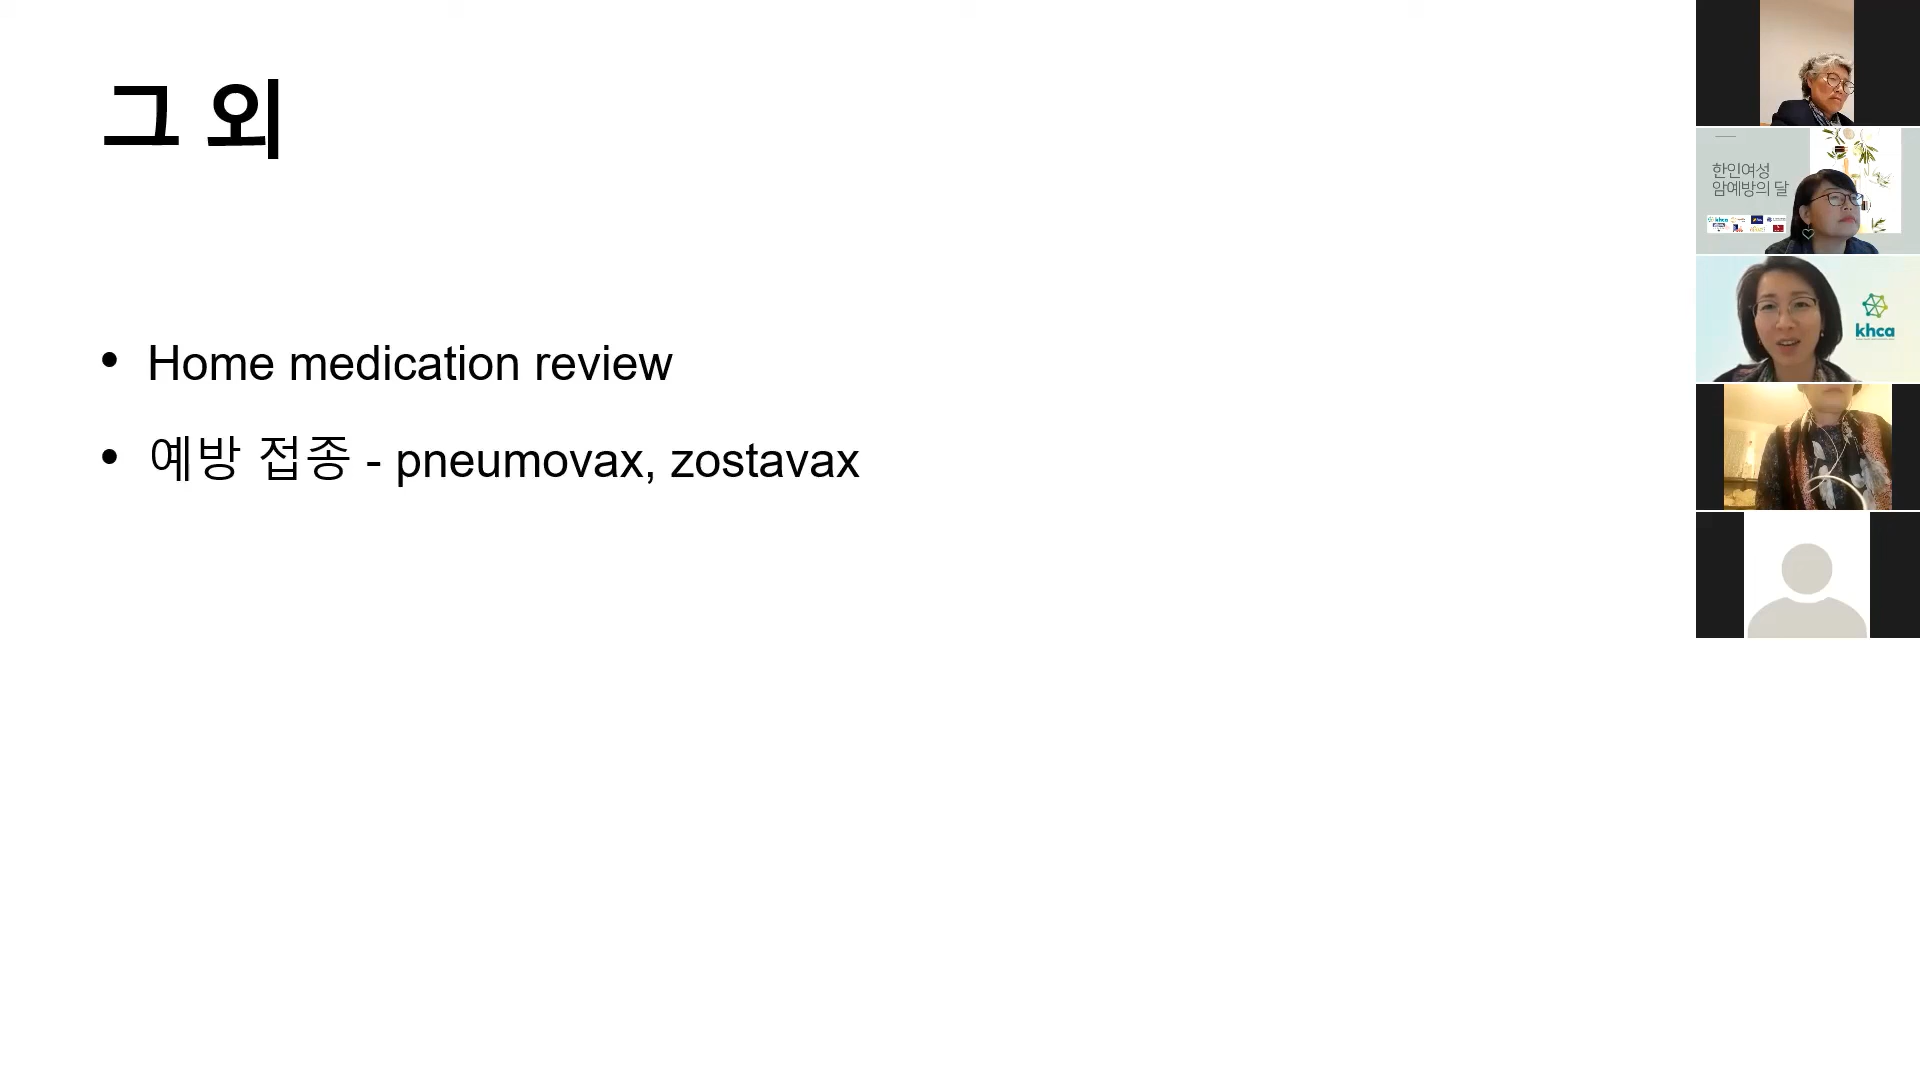 그 외
• Home medication review
• 예방 접종 - pneumovax, zostavax
한인여성
암예방의 달
khca
khca